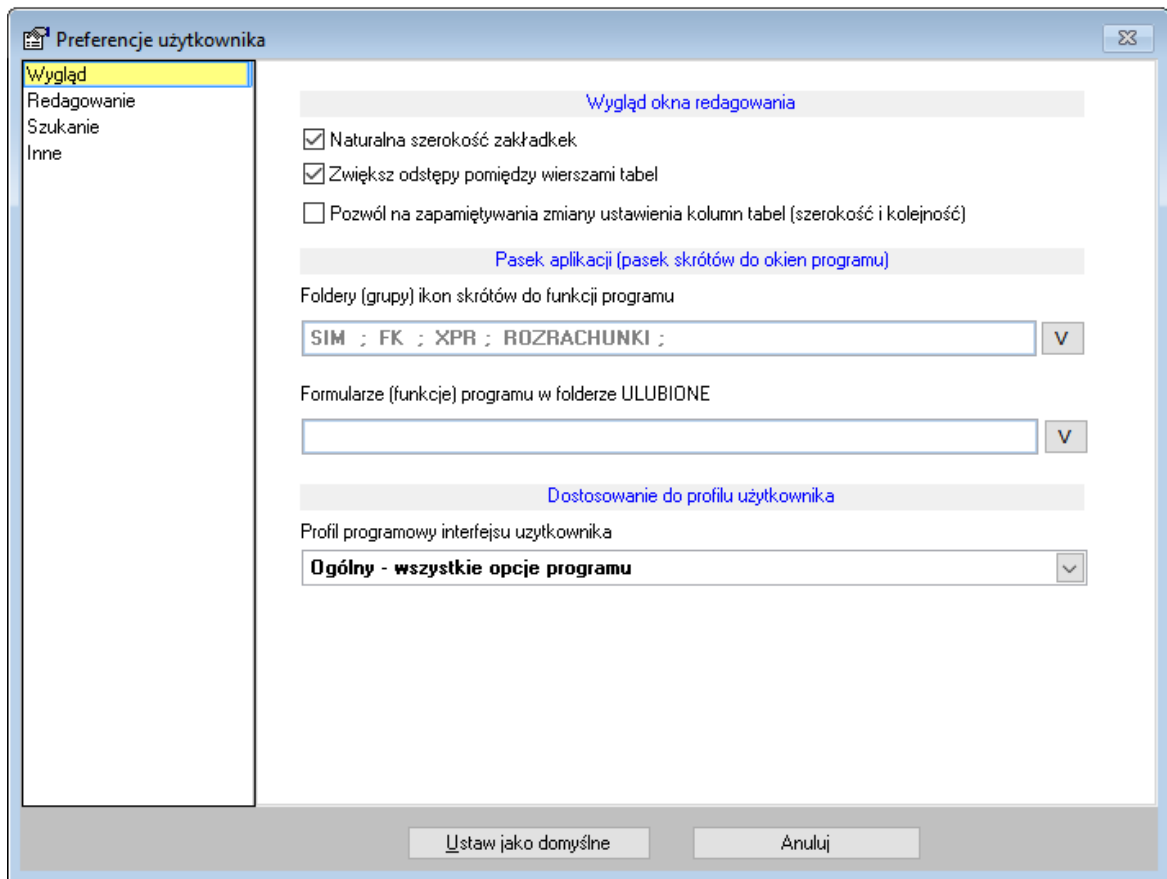 Preferencje użytkownika
Wygląd
Redagowanie
Szukanie
Inne
Wygląd okna redagowania
Naturalna szerokość zakładkek
Zwiększ odstępy pomiędzy wierszami tabel
Pozwól na zapamiętywania zmiany ustawienia kolumn tabel (szerokość i kolejność)
Pasek aplikacji (pasek skrótów do okien programu)
Foldery (grupy) ikon skrótów do funkcji programu
SIM ; FK ; XPR ; ROZRACHUNKI ;
V
Formularze (funkcje) programu w folderze ULUBIONE
V
Dostosowanie do profilu użytkownika
Profil programowy interfejsu uzytkownika
Ogólny - wszystkie opcje programu
Ustaw jako domyślne
Anuluj